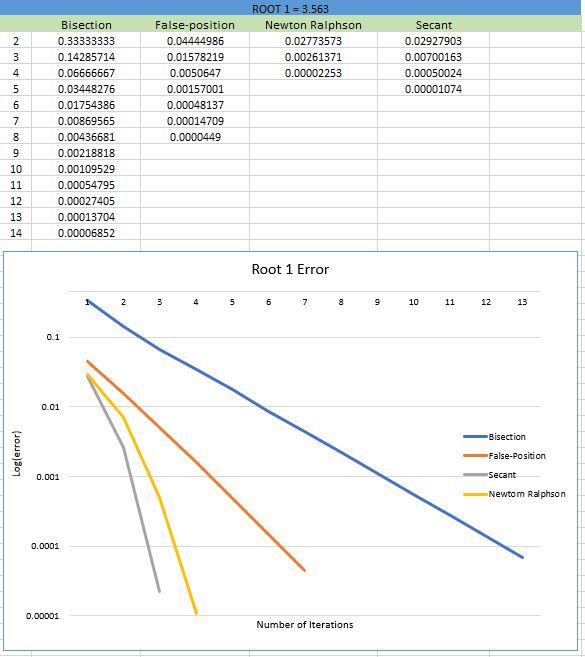 ROOT 1 = 3.563
Bisection False-position Newton Ralphson Secant
2 0.33333333 0.04444986 0.02773573 0.02927903
3 0.14285714 0.01578219 0.00261371 0.00700163
4 0.06666667 0.0050647 0.00002253 0.00050024
5 0.03448276 0.00157001 0.00001074
6 0.01754386 0.00048137
7 0.00869565 0.00014709
8 0.00436681 0.0000449
9 0.00218818
10 0.00109529
11 0.00054795
12 0.00027405
13 0.00013704
14 0.00006852
Root 1 Error
1 2 3 4 5 6 7 8 9 10 11 12 13
0.1
0.01
0.001
0.0001
0.00001
Log(error)
Bisection
False-Position
Secant
Newtom Ralphson
Number of Iterations